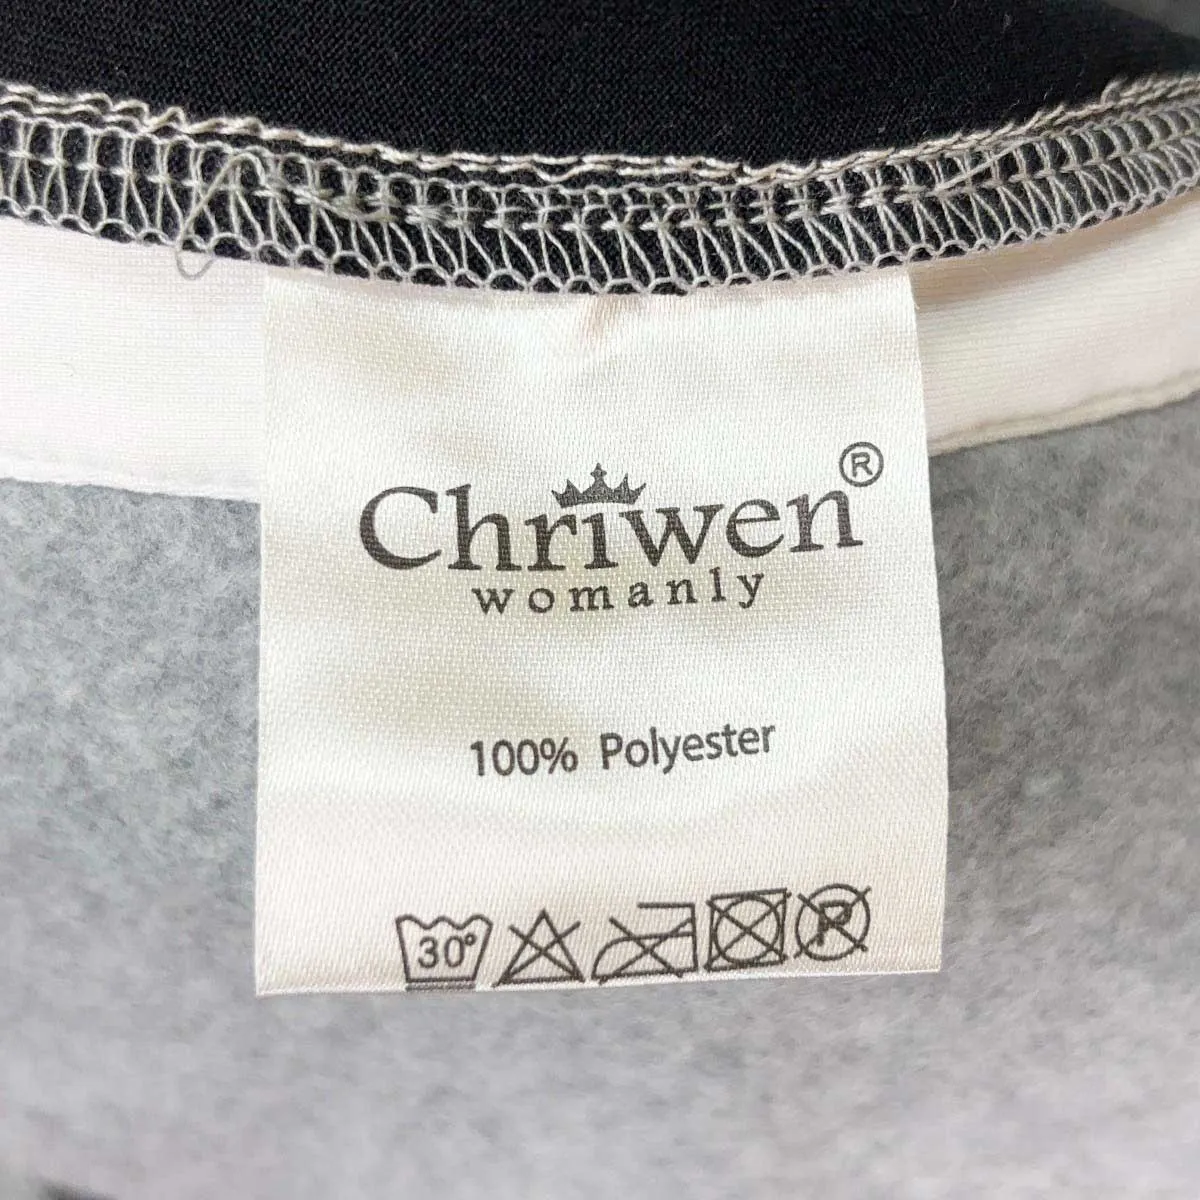 Chriwen®
womanly
100% Polyester
30° P